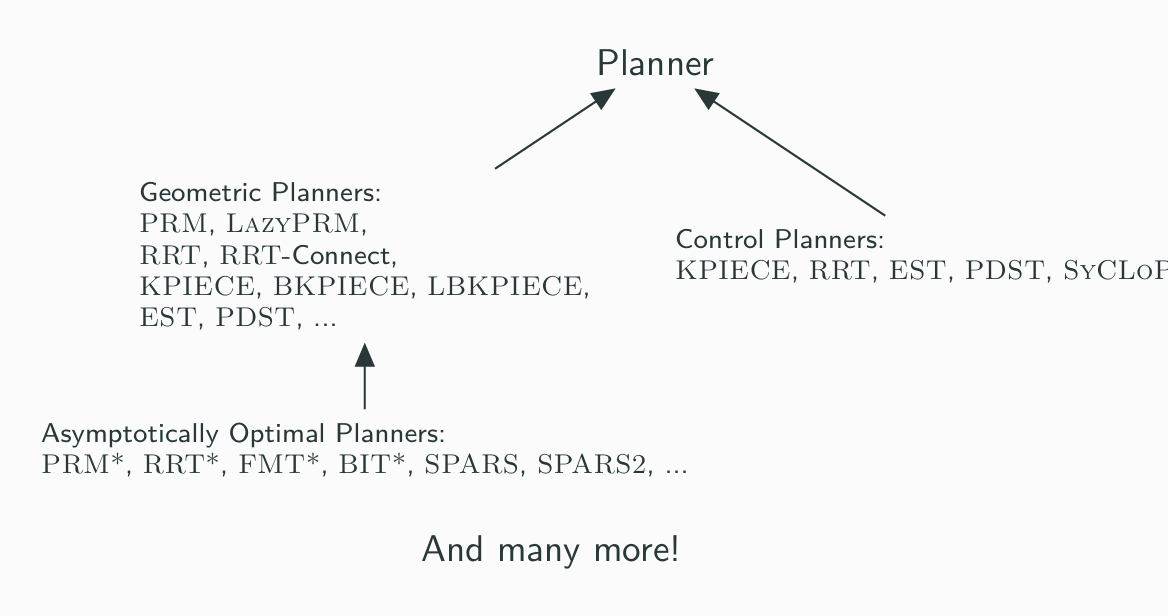 Planner
Geometric Planners:
PRM, LAZYPRM,
RRT, RRT-Connect,
KPIECE, BKPIECE, LBKPIECE,
EST, PDST, ...
Control Planners:
KPIECE, RRT, EST, PDST, SYCLOP
Asymptotically Optimal Planners:
PRM*, RRT*, FMT*, BIT*, SPARS, SPARS2, ...
And many more!